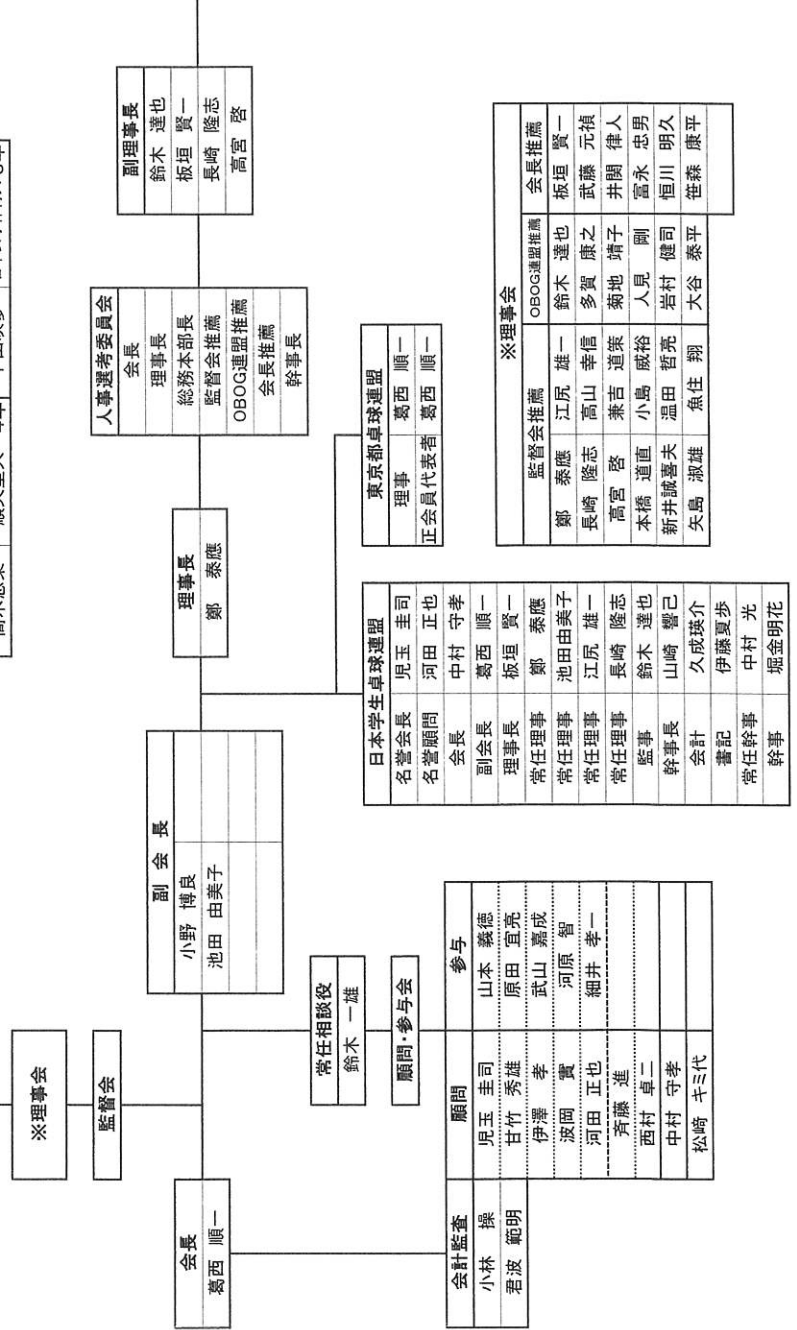 ※理事会
監督会
会長
葛西 順一
副会長
小野 博良
池田 由美子
理事長
鄭 泰應
人事選考委員会
会長
理事長
総務本部長
監督会推薦
OBOG連盟推薦
会長推薦
幹事長
副理事長
鈴木 達也
板垣 賢一
長崎 隆志
高宮 啓
常任相談役
鈴木 一雄
顧問・参与会
会計監査
小林 操
君波 範明
顧問 参与
児玉 圭司 山本 義徳
甘竹 秀雄 原田 宜亮
伊澤 孝 武山 嘉成
波岡 實 河原 智
河田 正也 細井 孝一
斉藤 進
西村 卓二
中村 守孝
松崎 キミ代
日本学生卓球連盟
名誉会長 児玉 圭司
名誉顧問 河田 正也
会長 中村 守孝
副会長 葛西 順一
理事長 板垣 賢一
常任理事 鄭 泰應
常任理事 池田由美子
常任理事 江尻 雄一
常任理事 長崎 隆志
監事 鈴木 達也
幹事長 山崎 響己
会計 久成瑛介
書記 伊藤夏歩
常任幹事 中村 光
幹事 堀金明花
東京都卓球連盟
理事 葛西 順一
正会員代表者 葛西 順一
※理事会
監督会推薦 OBOG連盟推薦 会長推薦
鄭 泰應 江尻 雄一 鈴木 達也 板垣 賢一
長崎 隆志 高山 幸信 多賀 康之 武藤 元禎
高宮 啓 兼吉 道策 菊地 靖子 井関 律人
本橋 道直 小島 威裕 人見 剛 富永 忠男
新井誠喜夫 温田 哲亮 岩村 健司 恒川 明久
矢島 淑雄 魚住 翔 大谷 泰平 笹森 康平